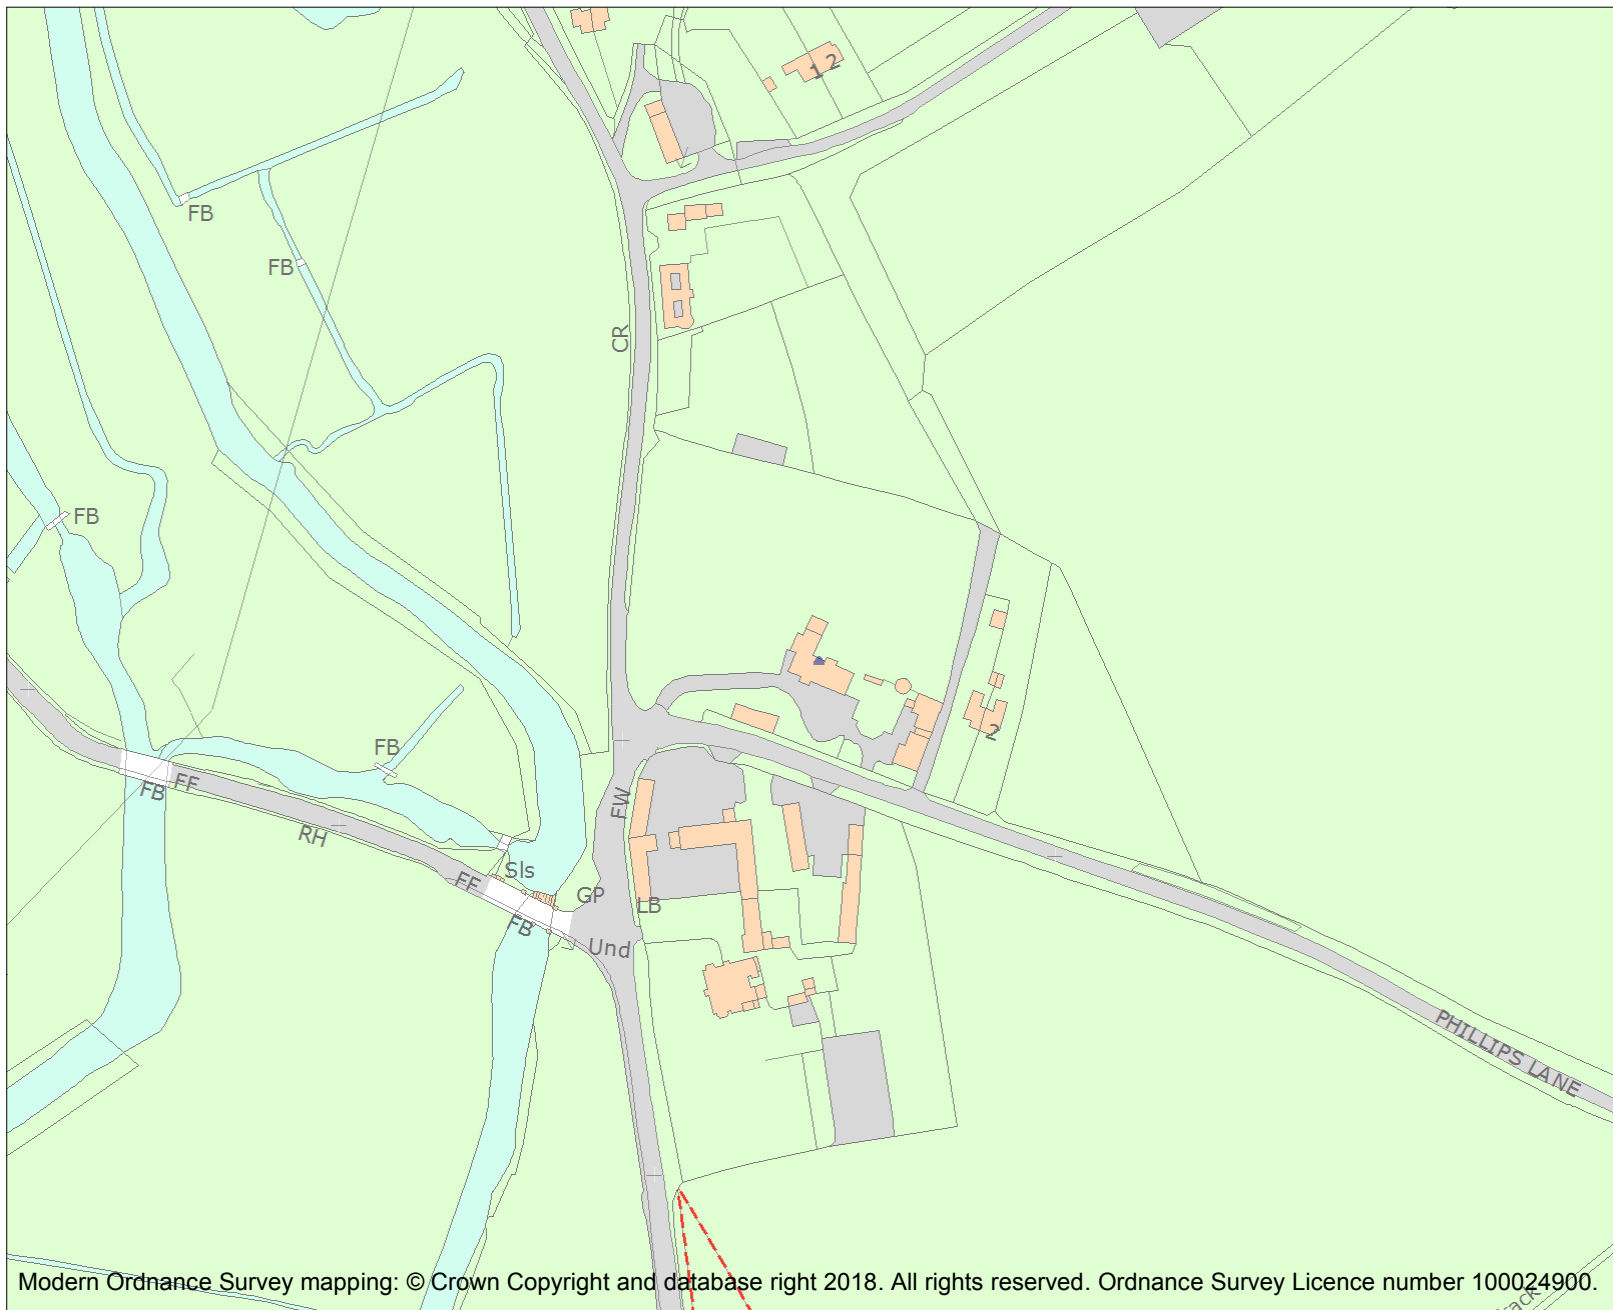 1 2
FB
FB
CR
FB
2
FB
FB
FF
FW
RH
Sls
FF
GP
LB
FB
Und
PHILLIPS LANE
Modern Ordnance Survey mapping: © Crown Copyright and database right 2018. All rights reserved. Ordnance Survey Licence number 100024900.